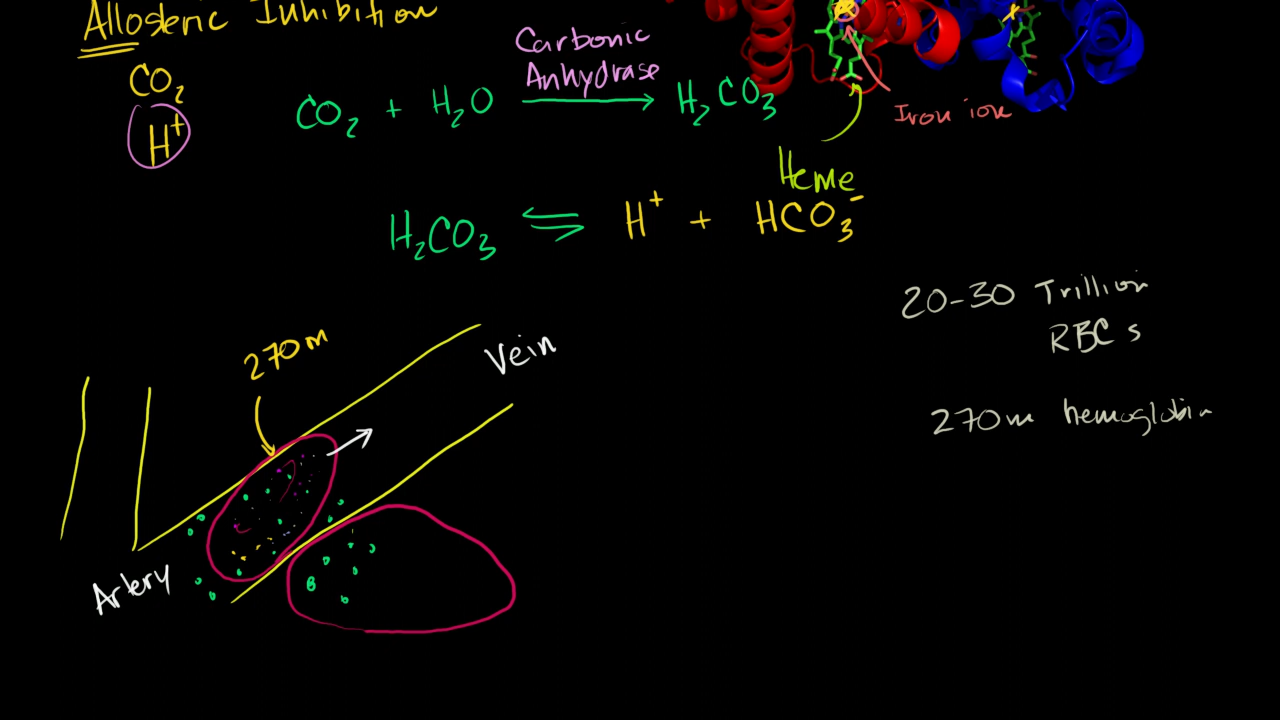 Allosteric Inhibition
CO₂
H⁺
CO₂ + H₂O → H₂CO₃
Carbonic
Anhydrase
Iron ion
Heme
H₂CO₃ ⇌ H⁺ + HCO₃⁻
20-30 Trillion
RBCs
270m hemoglobin
270m
Vein
Artery